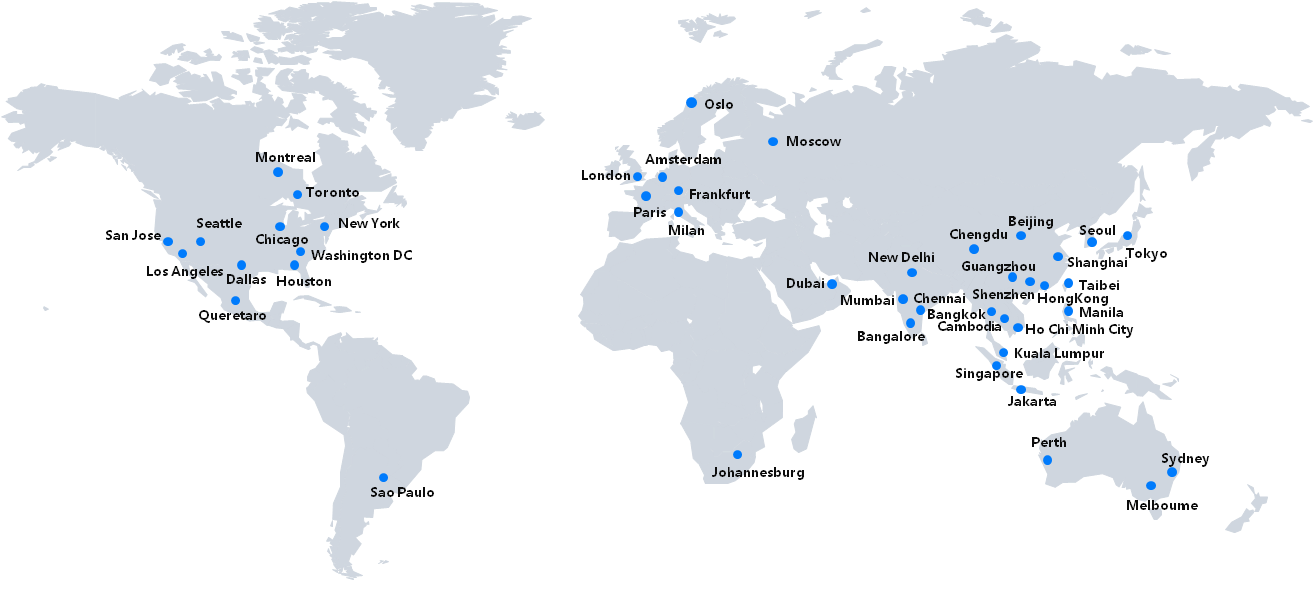 Oslo
Moscow
Montreal
Amsterdam
London
Toronto
Frankfurt
Paris
Seattle
New York
Milan
San Jose
Chicago
Washington DC
Los Angeles
Dallas
Houston
Queretaro
Beijing
Seoul
Chengdu
Tokyo
Shanghai
New Delhi
Guangzhou
Dubai
Taibei
Shenzhen
HongKong
Mumbai
Chennai
Bangkok
Manila
Cambodia
Ho Chi Minh City
Bangalore
Kuala Lumpur
Singapore
Jakarta
Perth
Sydney
Johannesburg
Sao Paulo
Melboume